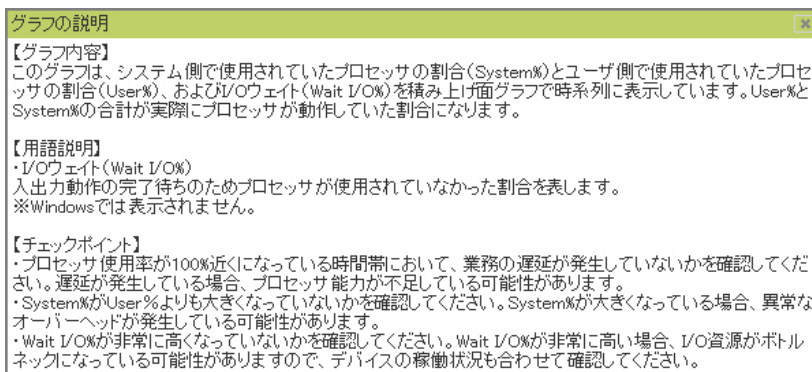 グラフの説明
【グラフ内容】
このグラフは、システム側で使用されていたプロセッサの割合(System%)とユーザ側で使用されていたプロセ
ッサの割合(User%)、およびI/Oウェイト(Wait I/O%)を積み上げ面グラフで時系列に表示しています。User%と
System%の合計が実際にプロセッサが動作していた割合になります。
【用語説明】
・I/Oウェイト(Wait I/O%)
入出力動作の完了待ちのためプロセッサが使用されていなかった割合を表します。
※Windowsでは表示されません。
【チェックポイント】
・プロセッサ使用率が100%近くになっている時間帯において、業務の遅延が発生していないかを確認してくだ
さい。遅延が発生している場合、プロセッサ能力が不足している可能性があります。
・System%がUser%よりも大きくなっていないかを確認してください。System%が大きくなっている場合、異常な
オーバーヘッドが発生している可能性があります。
・Wait I/O%が非常に高くなっていないかを確認してください。Wait I/O%が非常に高い場合、I/O資源がボトル
ネックになっている可能性がありますので、デバイスの稼働状況も合わせて確認してください。